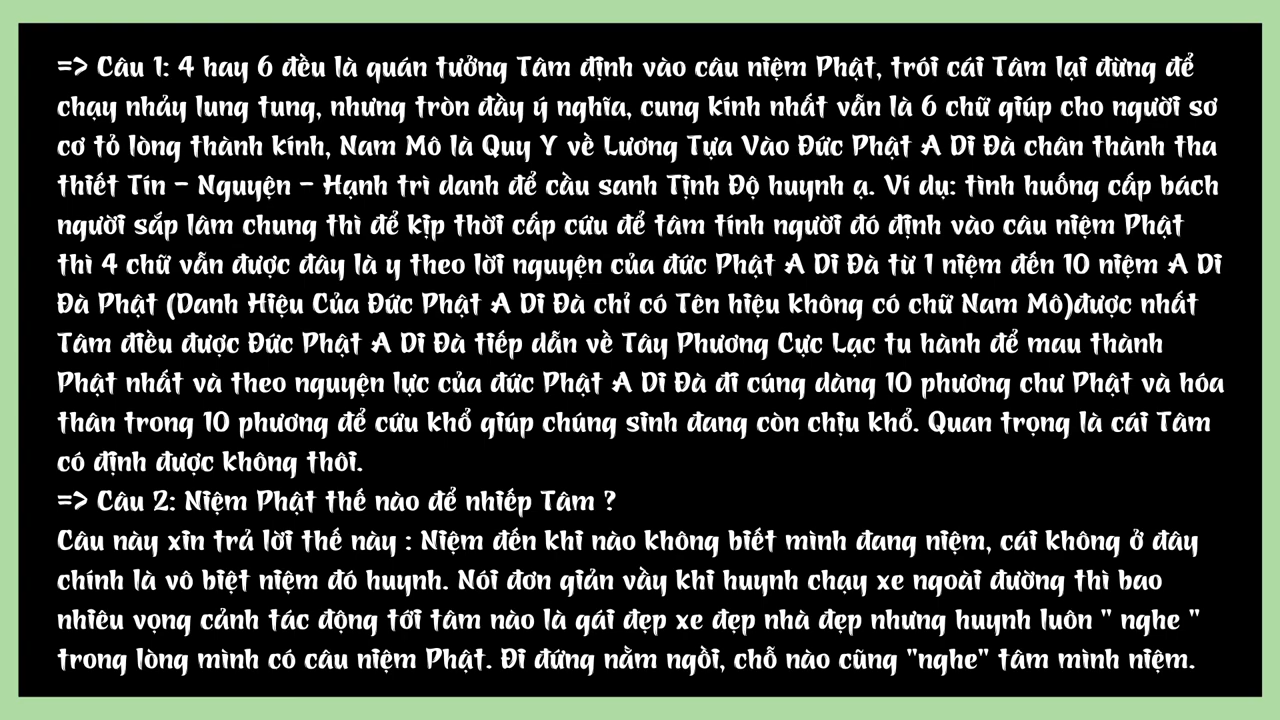 => Câu 1: 4 hay 6 đều là quán tưởng Tâm định vào câu niệm Phật, trói cái Tâm lại đừng để
chạy nhảy lung tung, nhưng tròn đầy ý nghĩa, cung kính nhất vẫn là 6 chữ giúp cho người sơ
cơ tỏ lòng thành kính, Nam Mô là Quy Y về Lương Tựa Vào Đức Phật A Di Đà chân thành tha
thiết Tín - Nguyện - Hạnh trì danh để cầu sanh Tịnh Độ huynh ạ. Ví dụ: tình huống cấp bách
người sắp lâm chung thì để kịp thời cấp cứu để tâm tính người đó định vào câu niệm Phật
thì 4 chữ vẫn được đây là y theo lời nguyện của đức Phật A Di Đà từ 1 niệm đến 10 niệm A Di
Đà Phật (Danh Hiệu Của Đức Phật A Di Đà chỉ có Tên hiệu không có chữ Nam Mô)được nhất
Tâm điều được Đức Phật A Di Đà tiếp dẫn về Tây Phương Cực Lạc tu hành để mau thành
Phật nhất và theo nguyện lực của đức Phật A Di Đà đi cúng dàng 10 phương chư Phật và hóa
thân trong 10 phương để cứu khổ giúp chúng sinh đang còn chịu khổ. Quan trọng là cái Tâm
có định được không thôi.
=> Câu 2: Niệm Phật thế nào để nhiếp Tâm ?
Câu này xin trả lời thế này : Niệm đến khi nào không biết mình đang niệm, cái không ở đây
chính là vô biệt niệm đó huynh. Nói đơn giản vầy khi huynh chạy xe ngoài đường thì bao
nhiêu vọng cảnh tác động tới tâm nào là gái đẹp xe đẹp nhà đẹp nhưng huynh luôn " nghe "
trong lòng mình có câu niệm Phật. Đi đứng nằm ngồi, chỗ nào cũng "nghe" tâm mình niệm.